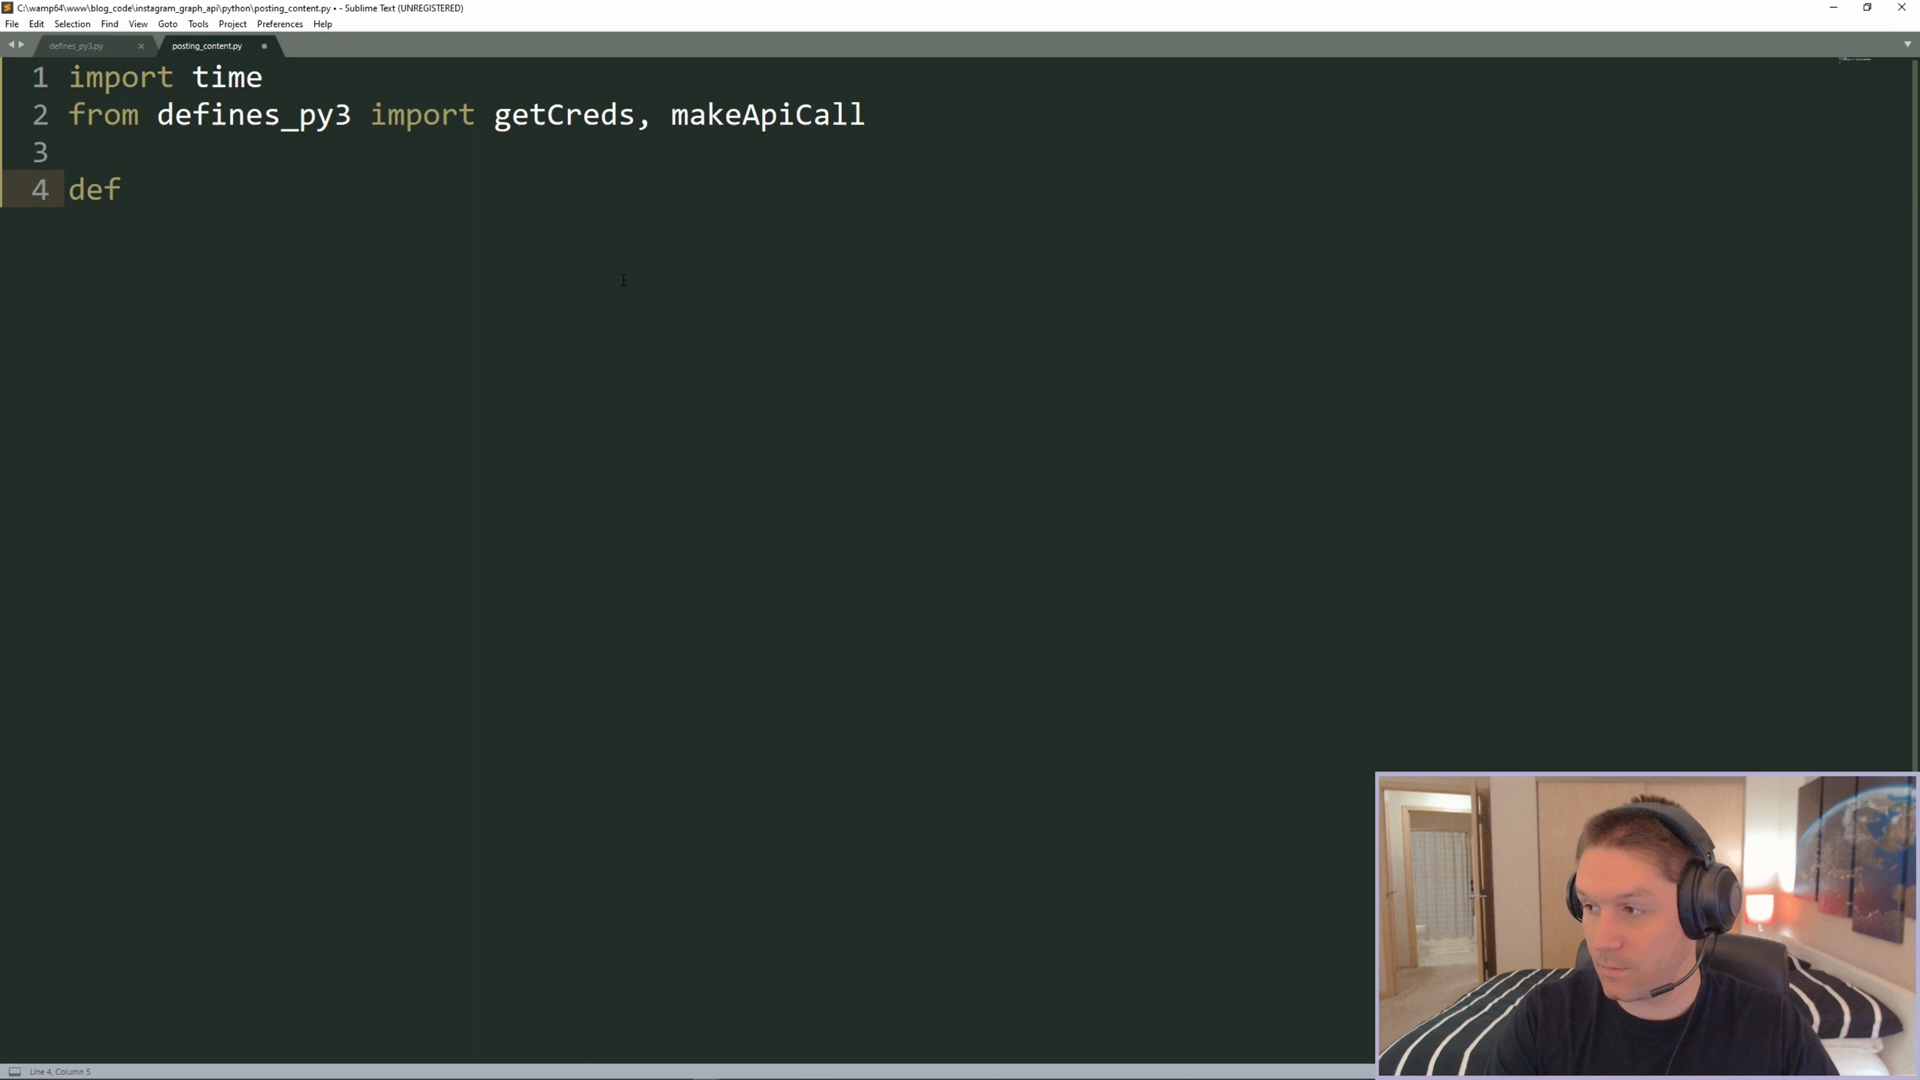 C:\wamp64\www\blog_code\instagram_graph_api\python\posting_content.py • - Sublime Text (UNREGISTERED)
File Edit Selection Find View Goto Tools Project Preferences Help
defines_py3.py posting_content.py
1 import time
2 from defines_py3 import getCreds, makeApiCall
3
4 def
Line 4, Column 5